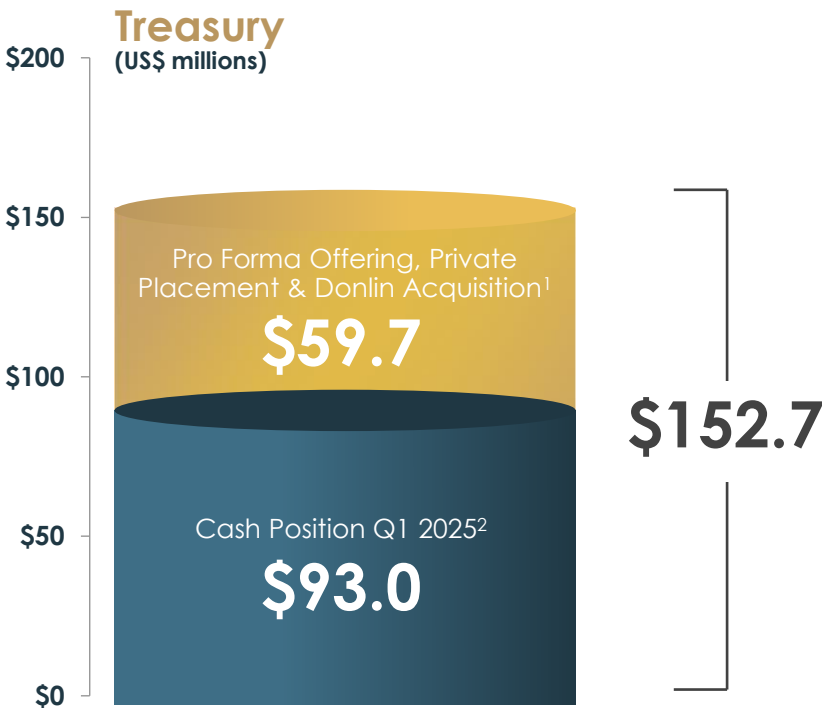 Treasury
(US$ millions)
$200
$150
$100
$50
$0
Pro Forma Offering, Private
Placement & Donlin Acquisition¹
$59.7
Cash Position Q1 2025²
$93.0
$152.7